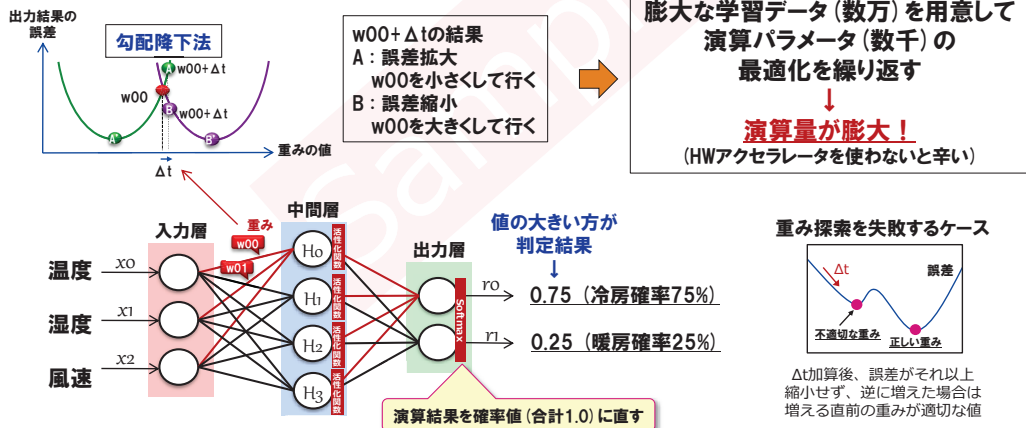 出力結果の
誤差
勾配降下法
w00+Δt
A
w00
B
w00+Δt
A'
B'
重みの値
Δt
w00+Δtの結果
A:誤差拡大
w00を小さくして行く
B:誤差縮小
w00を大きくして行く
膨大な学習データ(数万)を用意して
演算パラメータ(数千)の
最適化を繰り返す
↓
演算量が膨大!
(HWアクセラレータを使わないと辛い)
sample
入力層
重み
w00
w01
中間層
出力層
値の大きい方が
判定結果
↓
温度
x0
湿度
x1
風速
x2
H0
活性化関数
H1
活性化関数
H2
活性化関数
H3
活性化関数
Softmax
r0
0.75(冷房確率75%)
r1
0.25(暖房確率25%)
演算結果を確率値(合計1.0)に直す
重み探索を失敗するケース
Δt
誤差
不適切な重み
正しい重み
Δt加算後、誤差がそれ以上
縮小せず、逆に増えた場合は
増える直前の重みが適切な値